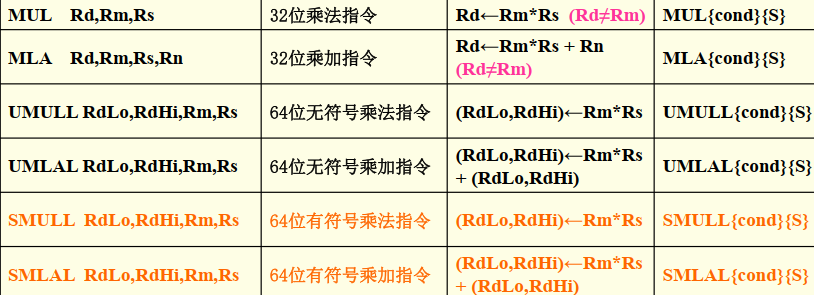 MUL Rd,Rm,Rs 32位乘法指令 Rd←Rm*Rs (Rd≠Rm) MUL{cond}{S}
MLA Rd,Rm,Rs,Rn 32位乘加指令 Rd←Rm*Rs + Rn (Rd≠Rm) MLA{cond}{S}
UMULL RdLo,RdHi,Rm,Rs 64位无符号乘法指令 (RdLo,RdHi)←Rm*Rs UMULL{cond}{S}
UMLAL RdLo,RdHi,Rm,Rs 64位无符号乘加指令 (RdLo,RdHi)←Rm*Rs + (RdLo,RdHi) UMLAL{cond}{S}
SMULL RdLo,RdHi,Rm,Rs 64位有符号乘法指令 (RdLo,RdHi)←Rm*Rs SMULL{cond}{S}
SMLAL RdLo,RdHi,Rm,Rs 64位有符号乘加指令 (RdLo,RdHi)←Rm*Rs + (RdLo,RdHi) SMLAL{cond}{S}